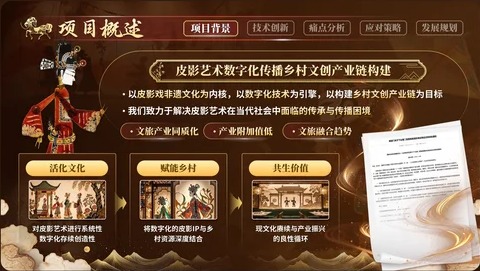 项目概述
项目背景
技术创新
痛点分析
应对策略
发展规划
皮影艺术数字化传播乡村文创产业链构建
• 以皮影戏非遗文化为内核，以数字化技术为引擎，以构建乡村文创产业链为目标
• 我们致力于解决皮影艺术在当代社会中面临的传承与传播困境
• 文旅产业同质化
• 产业附加值低
• 文旅融合趋势
活化文化
赋能乡村
共生价值
对皮影艺术进行系统性
数字化存续创造性
将数字化的皮影IP与乡
村资源深度结合
现文化赓续与产业振兴
的良性循环